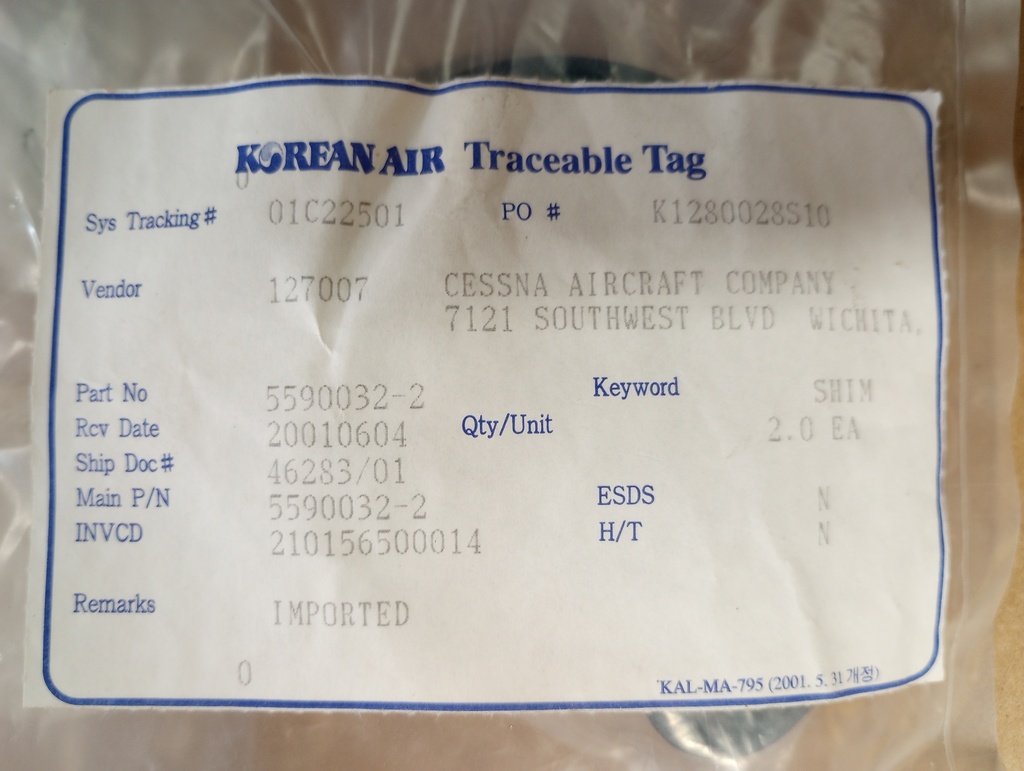 KOREAN AIR Traceable Tag
0
Sys Tracking # 01C22501 PO # K1280028S10
Vendor 127007 CESSNA AIRCRAFT COMPANY
7121 SOUTHWEST BLVD WICHITA,
Part No 5590032-2 Keyword SHIM
Rcv Date 20010604 Qty/Unit 2.0 EA
Ship Doc# 46283/01
Main P/N 5590032-2 ESDS N
INVCD 210156500014 H/T N
Remarks IMPORTED
0
KAL-MA-795 (2001. 5. 31 개정)